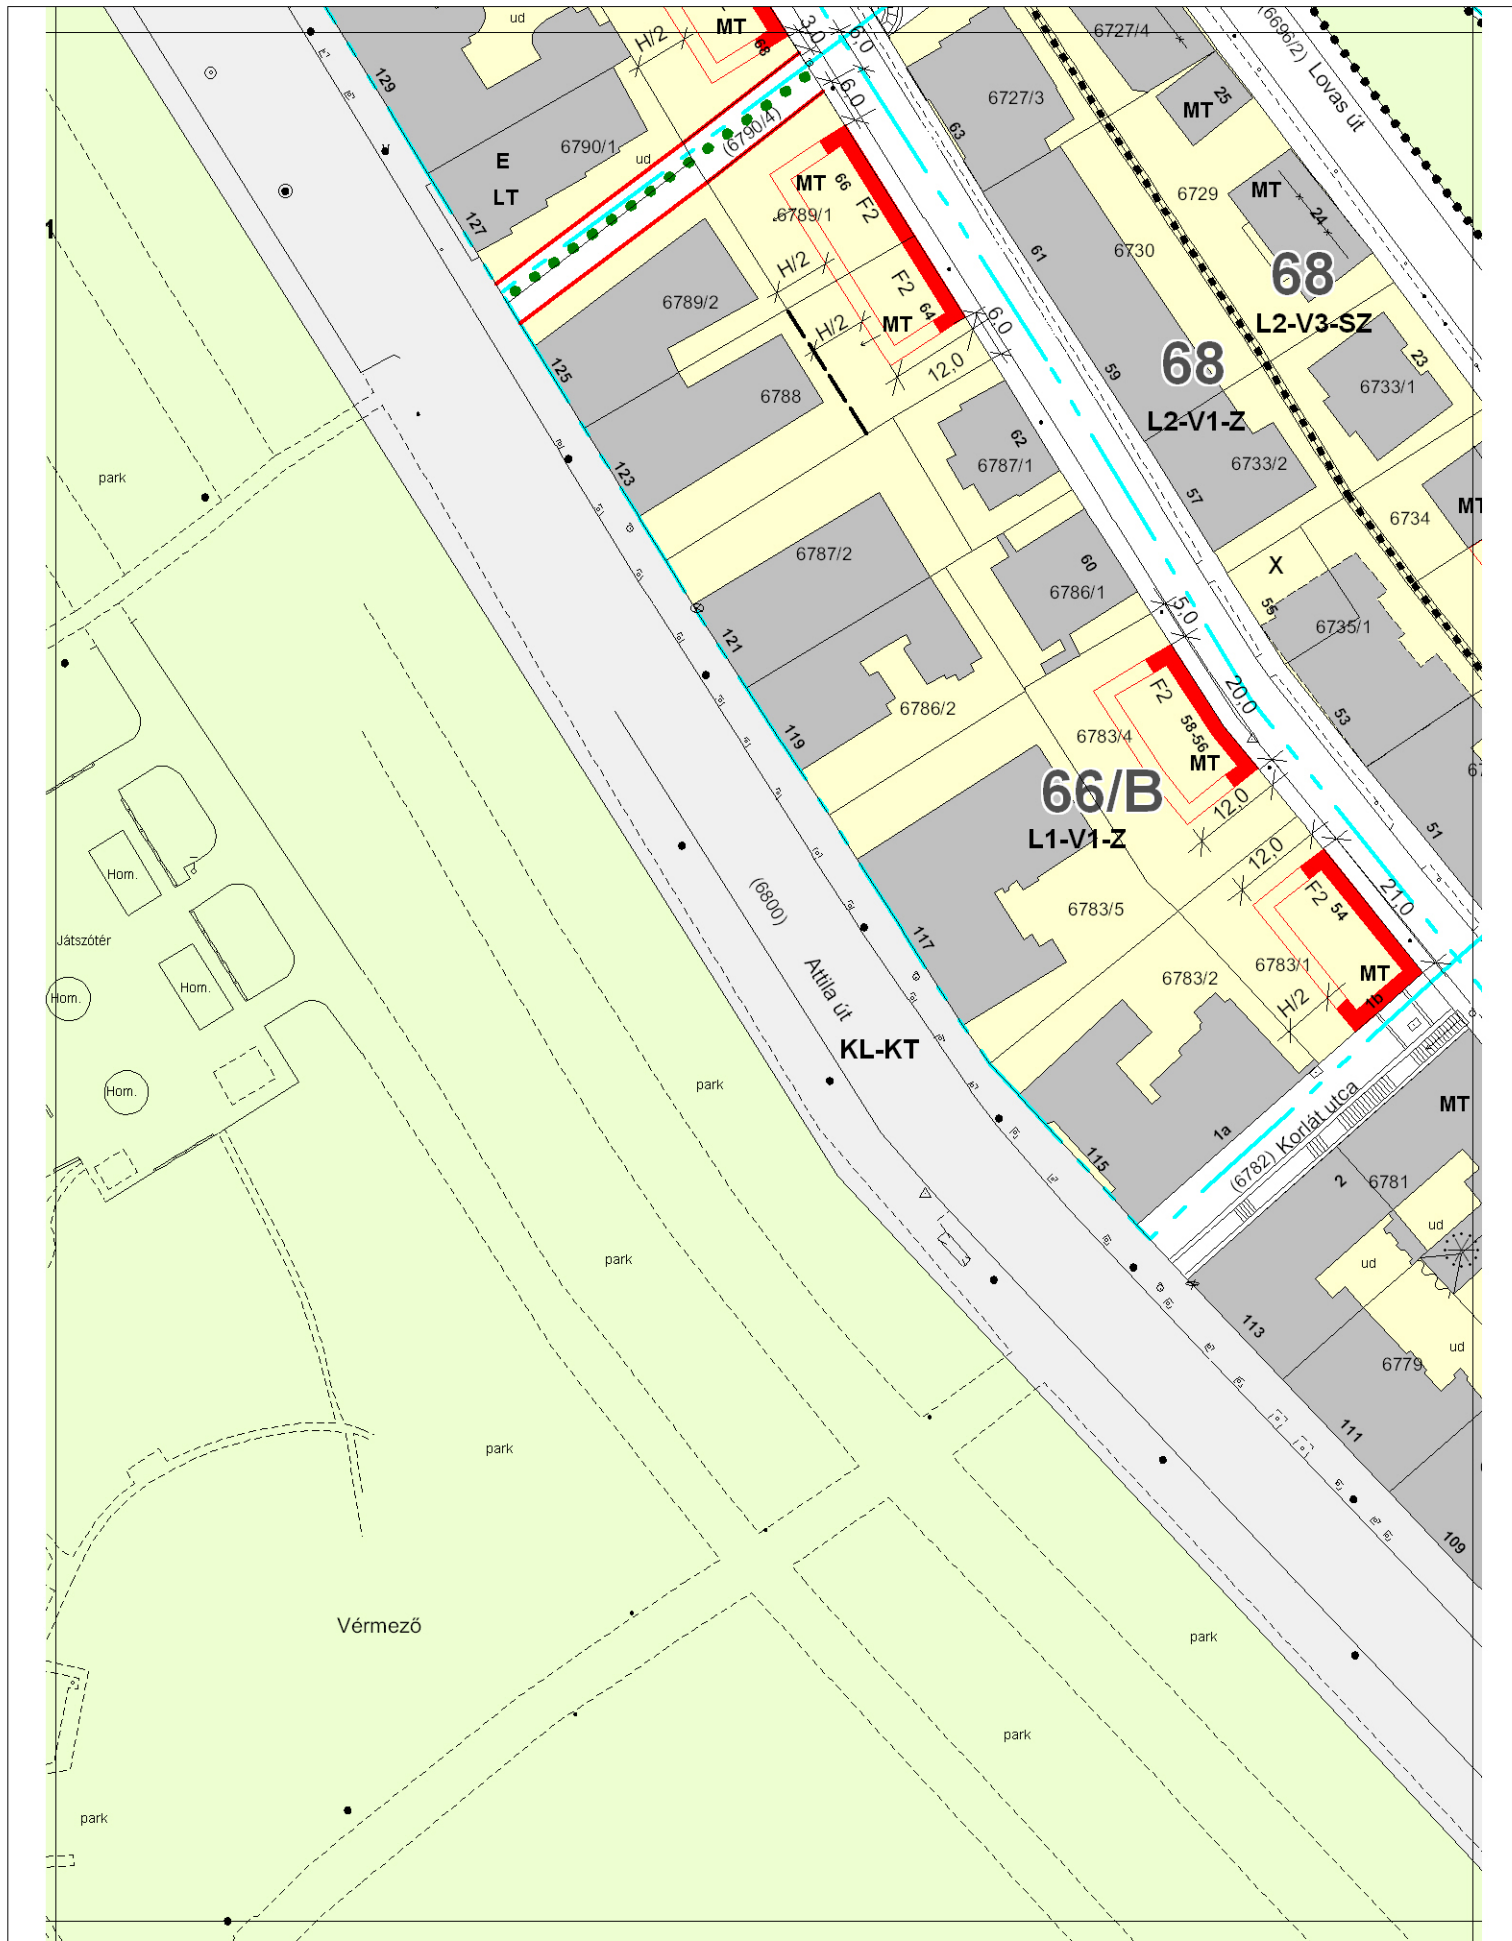 ud
MT
68
H/2
3,0
6,0
6727/4
(6696/2) Lovas út
129
6,0
6727/3
25
MT
63
(6790/4)
6790/1
ud
E
LT
MT
66
F2
6789/1
6729
MT
24
127
1
61
6730
68
L2-V3-SZ
H/2
F2
64
MT
6789/2
H/2
6,0
12,0
68
L2-V1-Z
59
23
6733/1
125
6788
62
6787/1
6733/2
57
6734
MT
park
123
6787/2
60
6786/1
X
55
6735/1
5,0
121
6786/2
F2
20,0
58-56
MT
6783/4
53
119
66/B
L1-V1-Z
12,0
51
12,0
F2
54
21,0
Hom.
(6800)
Attila út
6783/5
117
6783/2
6783/1
MT
1b
H/2
Játszótér
Hom.
Hom.
KL-KT
Hom.
park
(6782) Korlát utca
1a
MT
115
2
6781
ud
park
ud
113
ud
6779
park
111
109
Vérmező
park
park
park